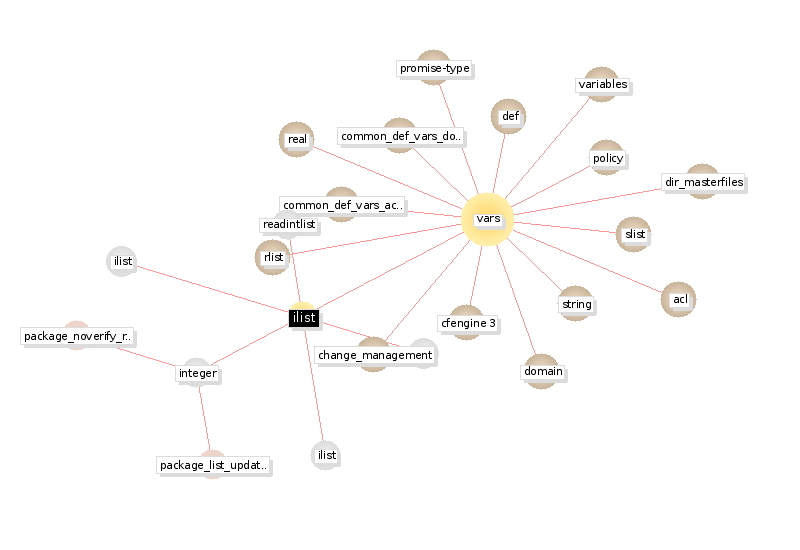 promise-type
variables
def
common_def_vars_do..
real
policy
dir_masterfiles
common_def_vars_ac..
vars
readintlist
slist
rlist
ilist
acl
string
ilist
cfengine 3
package_noverify_r..
change_management
integer
domain
ilist
package_list_updat..